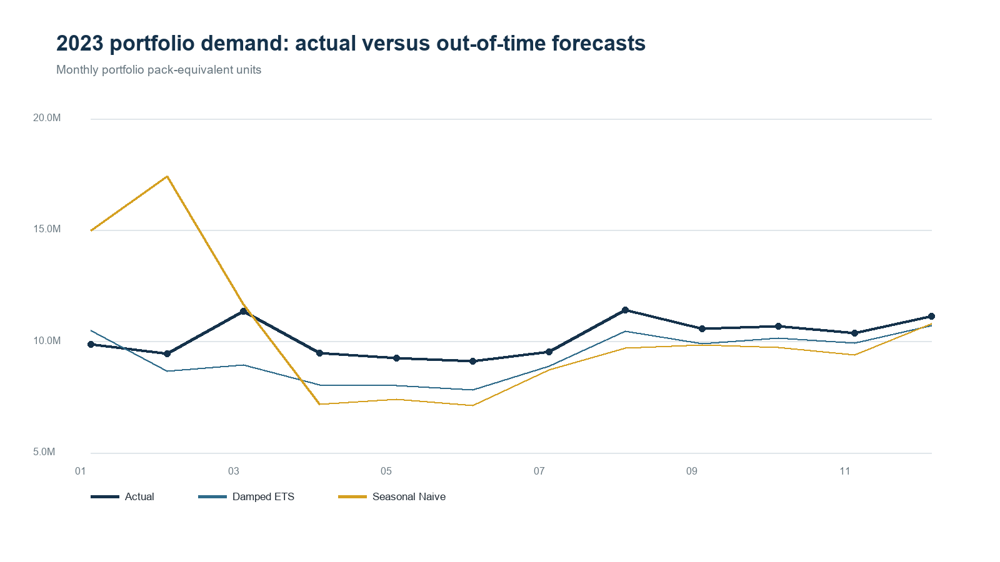 2023 portfolio demand: actual versus out-of-time forecasts
Monthly portfolio pack-equivalent units
20.0M
15.0M
10.0M
5.0M
01 03 05 07 09 11
Actual Damped ETS Seasonal Naive